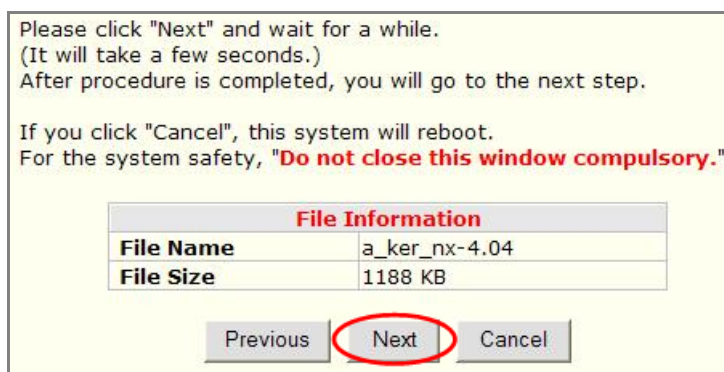 Please click "Next" and wait for a while.
(It will take a few seconds.)
After procedure is completed, you will go to the next step.
If you click "Cancel", this system will reboot.
For the system safety, "Do not close this window compulsory."
File Information
File Name a_ker_nx-4.04
File Size 1188 KB
Previous Next Cancel